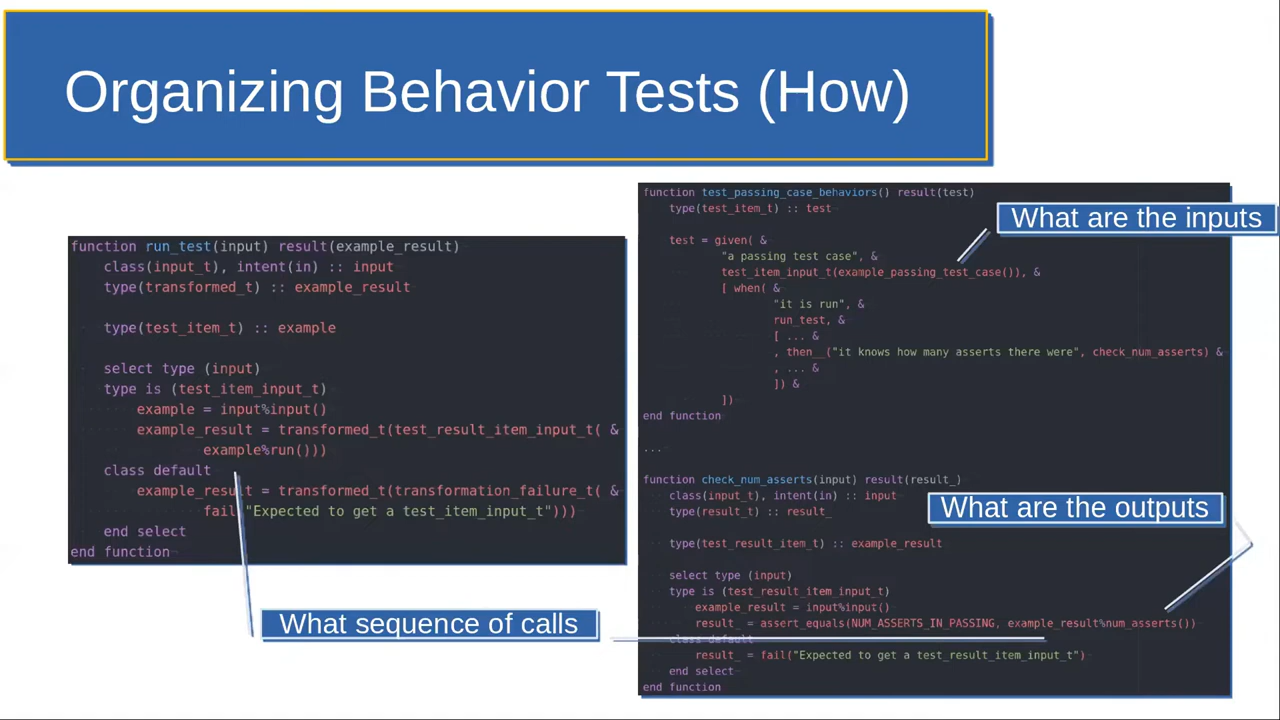 Organizing Behavior Tests (How)
function run_test(input) result(example_result)
class(input_t), intent(in) :: input
type(transformed_t) :: example_result
type(test_item_t) :: example
select type (input)
type is (test_item_input_t)
example = input%input()
example_result = transformed_t(test_result_item_input_t( &
example%run()))
class default
example_result = transformed_t(transformation_failure_t( &
fail("Expected to get a test_item_input_t")))
end select
end function
What sequence of calls
function test_passing_case_behaviors() result(test)
type(test_item_t) :: test
What are the inputs
test = given( &
"a passing test case", &
test_item_input_t(example_passing_test_case()), &
[ when( &
"it is run", &
run_test, &
[ ... &
, then__("it knows how many asserts there were", check_num_asserts) &
, ... &
]) &
])
end function
...
function check_num_asserts(input) result(result_)
class(input_t), intent(in) :: input
type(result_t) :: result_
What are the outputs
type(test_result_item_t) :: example_result
select type (input)
type is (test_result_item_input_t)
example_result = input%input()
result_ = assert_equals(NUM_ASSERTS_IN_PASSING, example_result%num_asserts())
class default
result_ = fail("Expected to get a test_result_item_input_t")
end select
end function